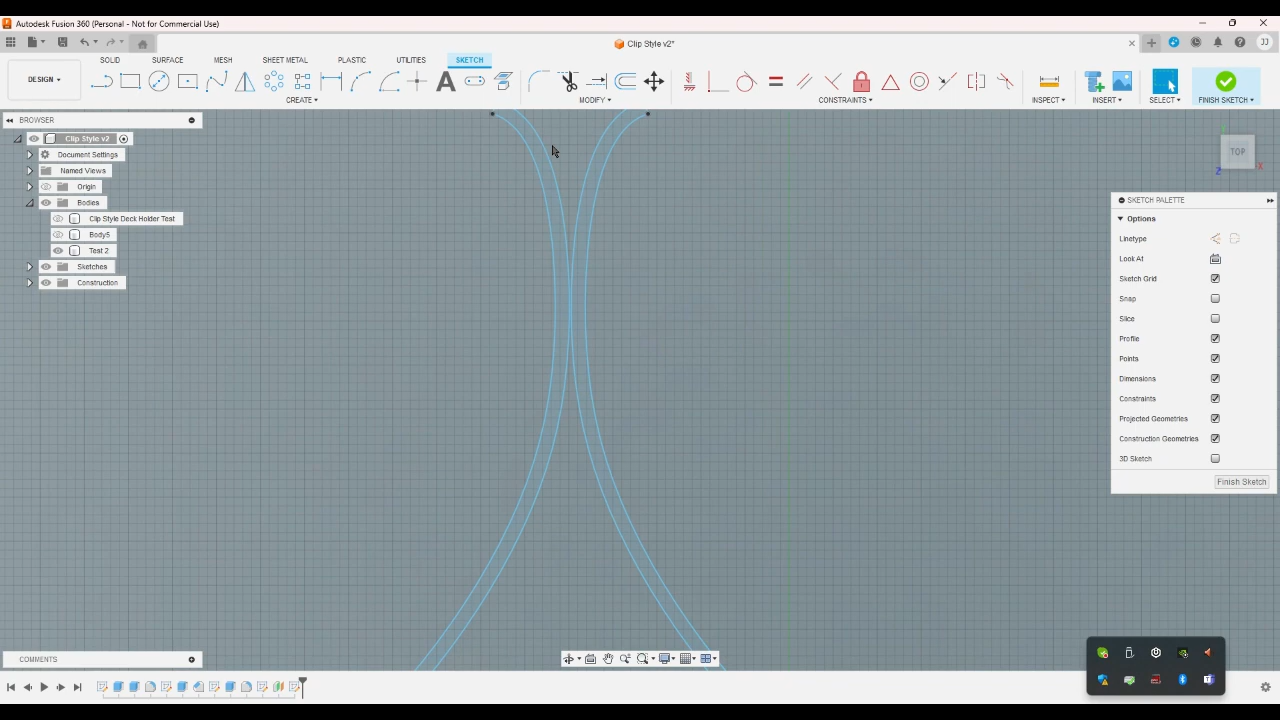 Autodesk Fusion 360 (Personal - Not for Commercial Use)
Clip Style v2*
JJ
DESIGN
SOLID
SURFACE
MESH
SHEET METAL
PLASTIC
UTILITIES
SKETCH
CREATE
MODIFY
CONSTRAINTS
INSPECT
INSERT
SELECT
FINISH SKETCH
BROWSER
Clip Style v2
Document Settings
Named Views
Origin
Bodies
Clip Style Deck Holder Test
Body5
Test 2
Sketches
Construction
TOP
Z
X
SKETCH PALETTE
Options
Linetype
Look At
Sketch Grid
Snap
Slice
Profile
Points
Dimensions
Constraints
Projected Geometries
Construction Geometries
3D Sketch
Finish Sketch
COMMENTS